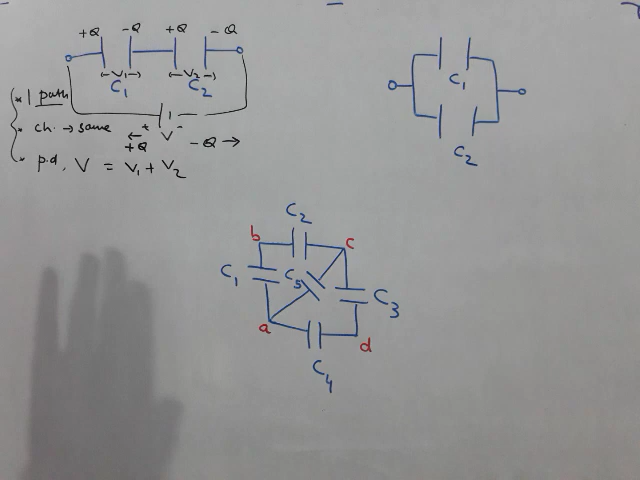 +Q -Q +Q -Q
V₁ V₂
C₁ C₂
* 1 path
* ch. → same
+ V -
+Q -Q →
* p.d. V = V₁ + V₂
C₁
C₂
C₂
b c
C₁ C₅ C₃
a d
C₄